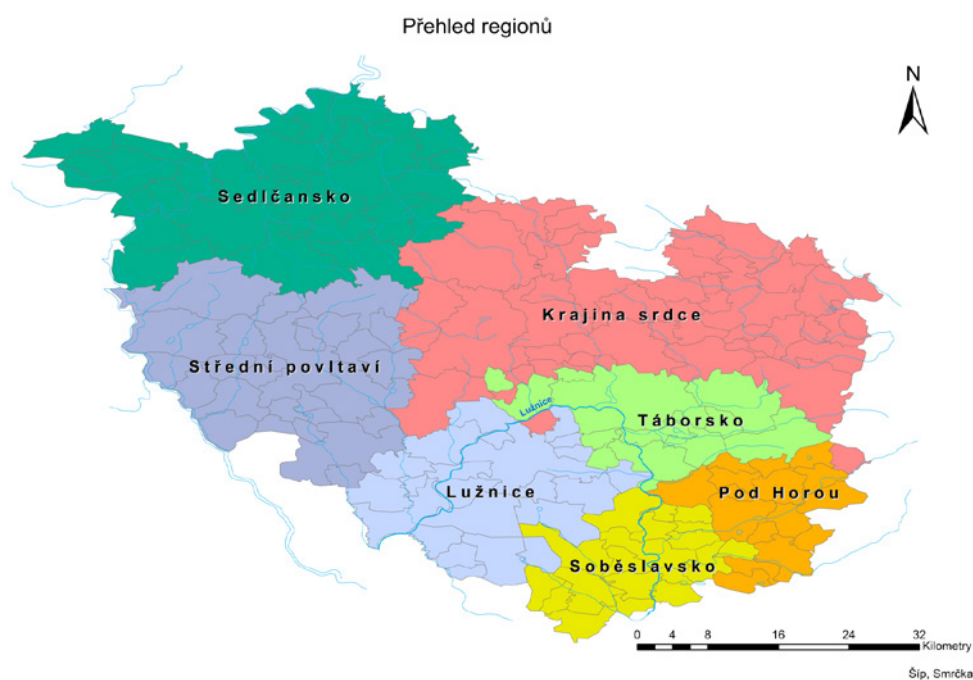 Přehled regionů
N
Sedlčansko
Krajina srdce
Střední povltaví
Lužnice
Táborsko
Lužnice
Pod Horou
Soběslavsko
0 4 8 16 24 32
Kilometry
Šíp, Smrčka